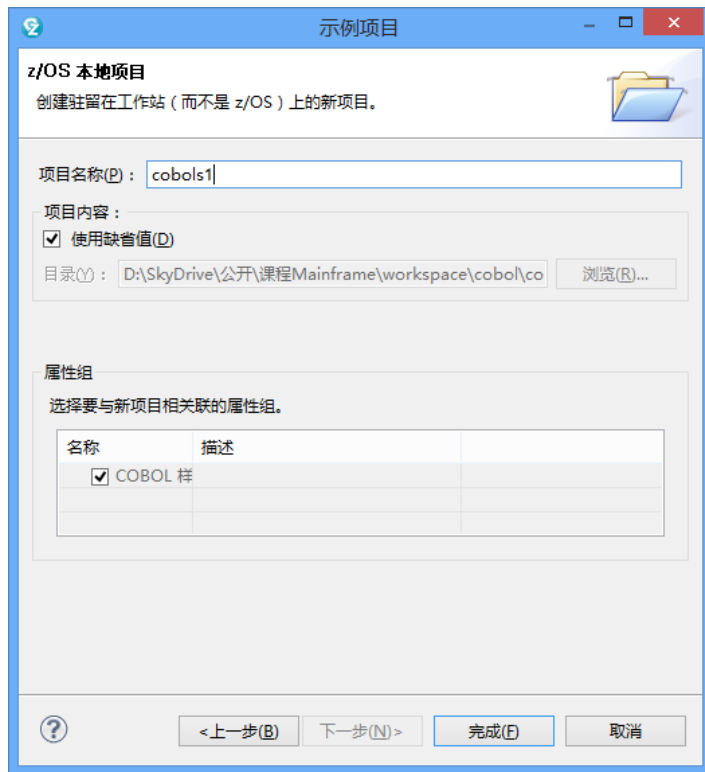 示例项目
z/OS 本地项目
创建驻留在工作站（而不是 z/OS）上的新项目。
项目名称(P)： cobols1
项目内容：
使用缺省值(D)
目录(Y)： D:\SkyDrive\公开\课程Mainframe\workspace\cobol\co 浏览(R)...
属性组
选择要与新项目相关联的属性组。
名称 描述
COBOL 样
<上一步(B) 下一步(N)> 完成(F) 取消